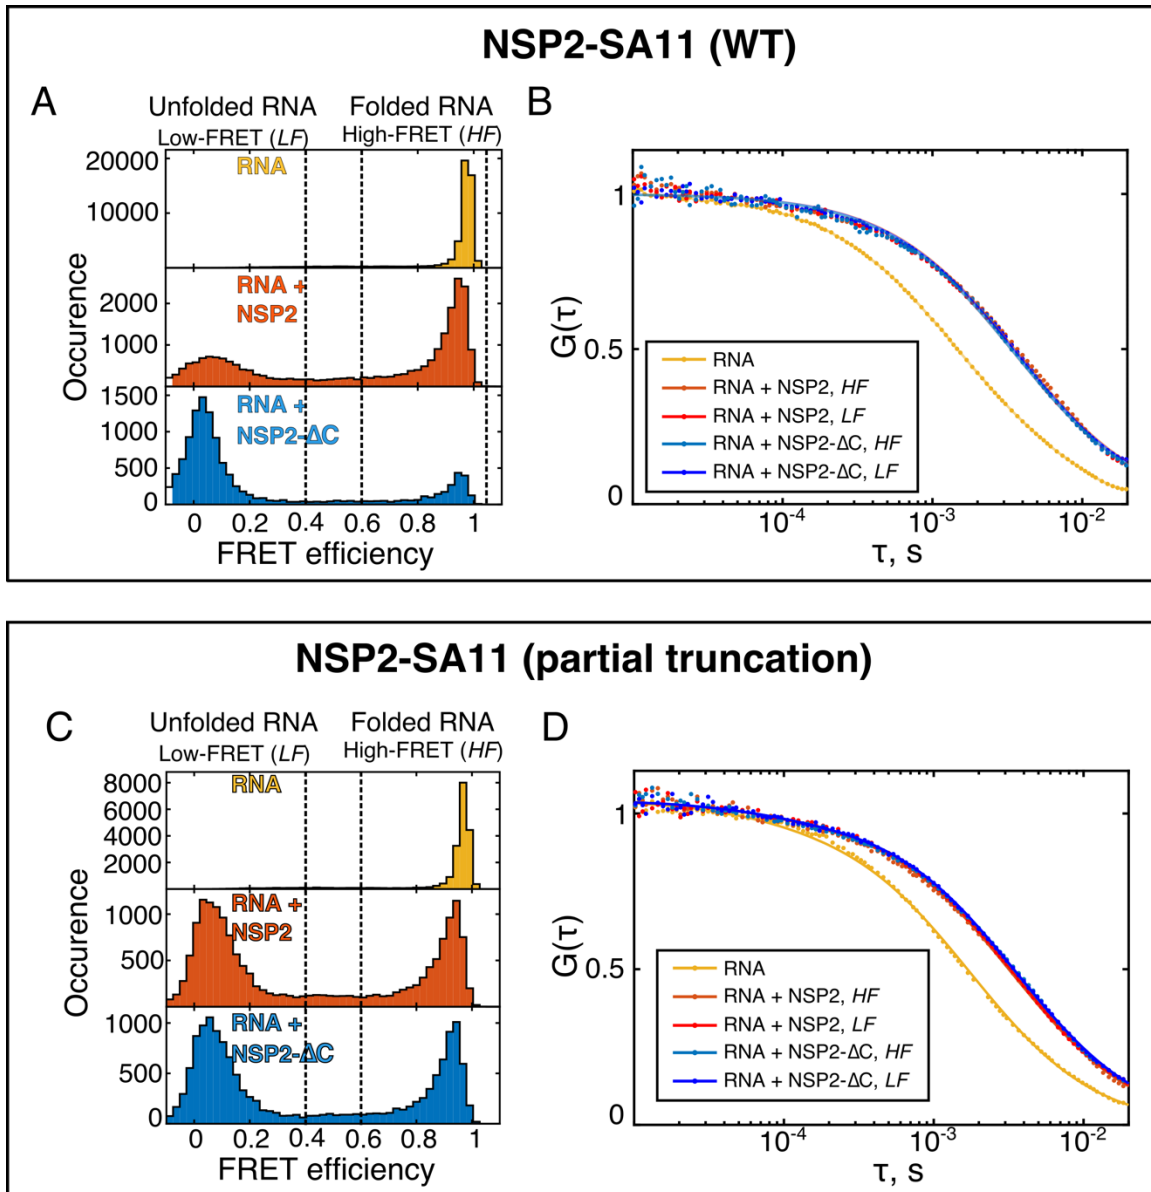 NSP2-SA11 (WT)
A
Unfolded RNA
Low-FRET (LF)
Folded RNA
High-FRET (HF)
Occurence
20000
10000
RNA
2000
1000
RNA +
NSP2
1500
1000
500
0
RNA +
NSP2-ΔC
0 0.2 0.4 0.6 0.8 1
FRET efficiency
B
G(τ)
1
0.5
0
RNA
RNA + NSP2, HF
RNA + NSP2, LF
RNA + NSP2-ΔC, HF
RNA + NSP2-ΔC, LF
10-4 10-3 10-2
τ, s
NSP2-SA11 (partial truncation)
C
Unfolded RNA
Low-FRET (LF)
Folded RNA
High-FRET (HF)
Occurence
8000
6000
4000
2000
RNA
1000
500
RNA +
NSP2
1000
500
0
RNA +
NSP2-ΔC
0 0.2 0.4 0.6 0.8 1
FRET efficiency
D
G(τ)
1
0.5
0
RNA
RNA + NSP2, HF
RNA + NSP2, LF
RNA + NSP2-ΔC, HF
RNA + NSP2-ΔC, LF
10-4 10-3 10-2
τ, s